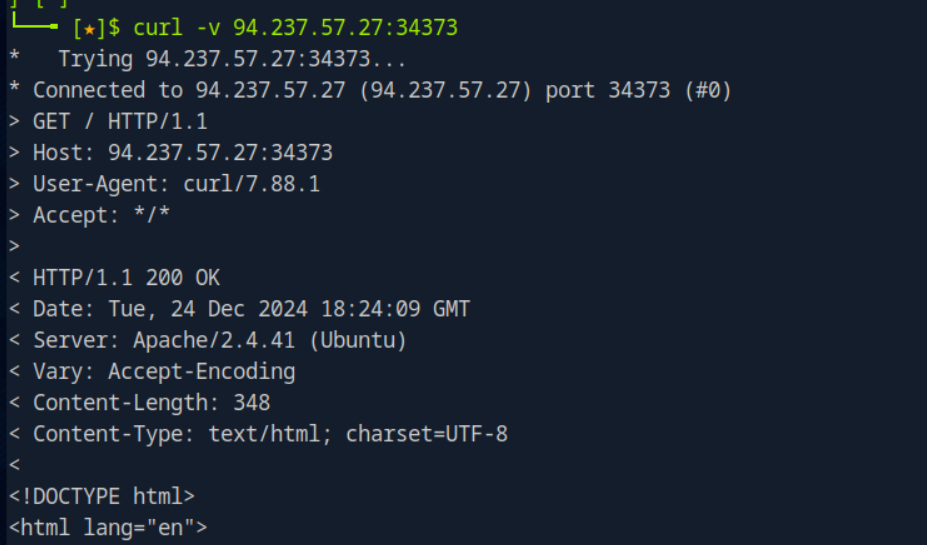 [★]$ curl -v 94.237.57.27:34373
*   Trying 94.237.57.27:34373...
* Connected to 94.237.57.27 (94.237.57.27) port 34373 (#0)
> GET / HTTP/1.1
> Host: 94.237.57.27:34373
> User-Agent: curl/7.88.1
> Accept: */*
>
< HTTP/1.1 200 OK
< Date: Tue, 24 Dec 2024 18:24:09 GMT
< Server: Apache/2.4.41 (Ubuntu)
< Vary: Accept-Encoding
< Content-Length: 348
< Content-Type: text/html; charset=UTF-8
<
<!DOCTYPE html>
<html lang="en">